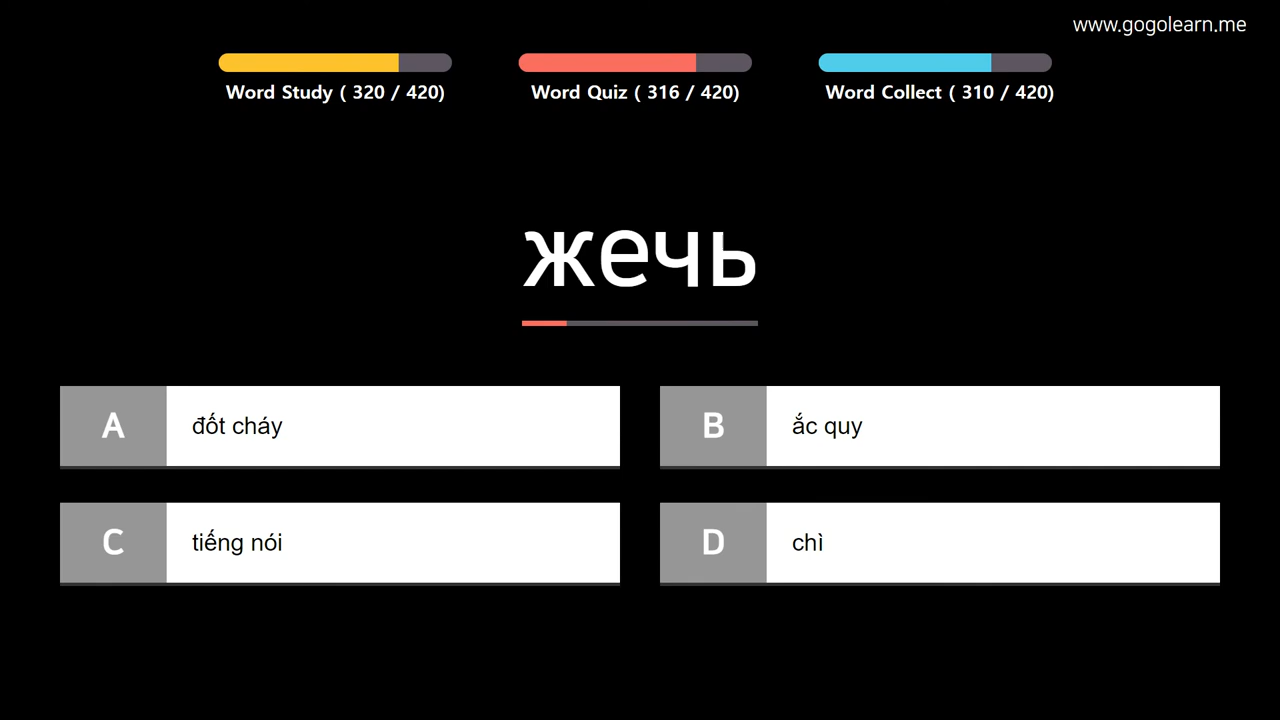 www.gogolearn.me
Word Study ( 320 / 420)
Word Quiz ( 316 / 420)
Word Collect ( 310 / 420)
жечь
A
đốt cháy
B
ắc quy
C
tiếng nói
D
chì